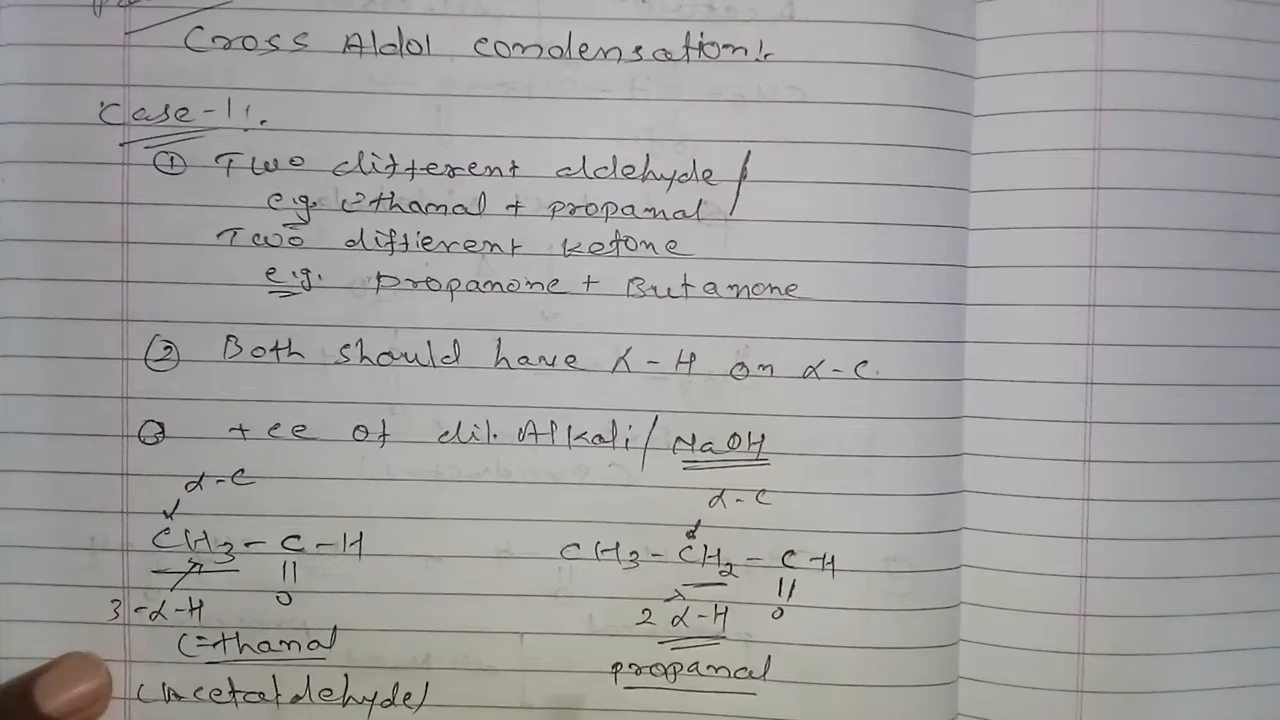 Cross Aldol condensation:-
Case-1:.
① Two different aldehyde /
e.g. Ethanal + propanal
Two different ketone
e.g. propanone + Butanone
② Both should have α-H on α-C.
③ +ce of dil. Alkali/NaOH
α-C α-C
CH3-C-H CH3-CH2-C-H
|| ||
O O
3-α-H 2 α-H
Ethanal propanal
(Acetaldehyde)